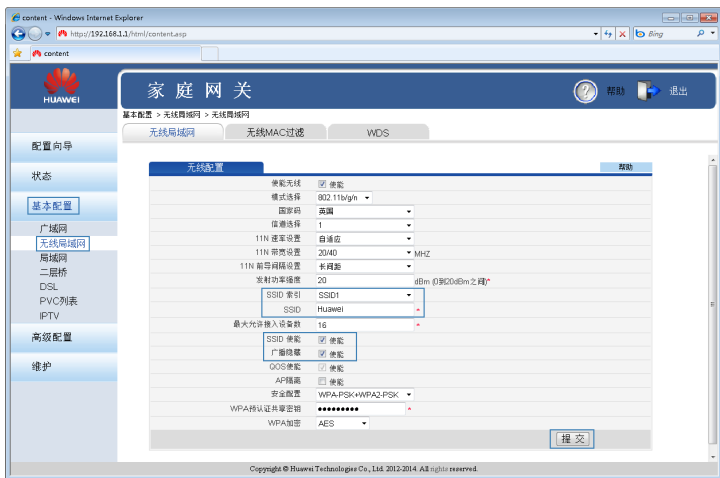 content - Windows Internet Explorer
http://192.168.1.1/html/content.asp
Bing
content
HUAWEI
家庭网关
帮助
退出
基本配置 > 无线局域网 > 无线局域网
无线局域网
无线MAC过滤
WDS
配置向导
状态
基本配置
广域网
无线局域网
局域网
二层桥
DSL
PVC列表
IPTV
高级配置
维护
无线配置
帮助
使能无线 使能
模式选择 802.11b/g/n
国家码 英国
信道选择 1
11N 速率设置 自适应
11N 带宽设置 20/40 MHZ
11N 前导间隔设置 长间距
发射功率强度 20 dBm (0到20dBm之间)*
SSID 索引 SSID1
SSID Huawei *
最大允许接入设备数 16 *
SSID 使能 使能
广播隐藏 使能
QOS使能 使能
AP隔离 使能
安全配置 WPA-PSK+WPA2-PSK
WPA预认证共享密钥 ●●●●●●●●● *
WPA加密 AES
提交
Copyright © Huawei Technologies Co., Ltd. 2012-2014. All rights reserved.